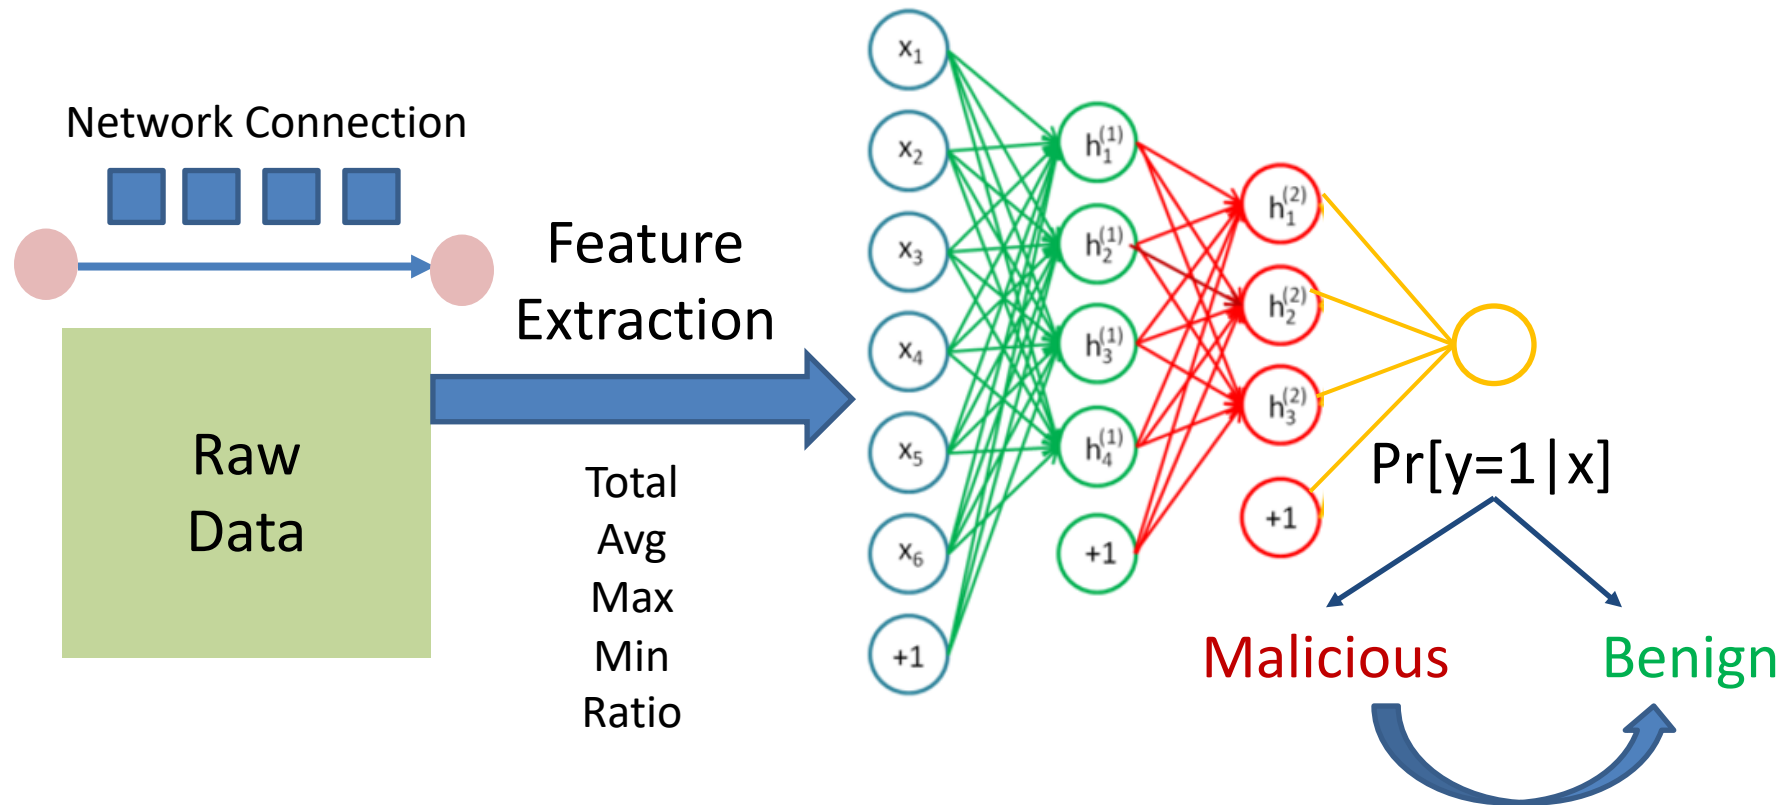 Network Connection
Feature
Extraction
Raw
Data
Total
Avg
Max
Min
Ratio
x₁
x₂
x₃
x₄
x₅
x₆
+1
h₁⁽¹⁾
h₂⁽¹⁾
h₃⁽¹⁾
h₄⁽¹⁾
+1
h₁⁽²⁾
h₂⁽²⁾
h₃⁽²⁾
+1
Pr[y=1|x]
Malicious
Benign